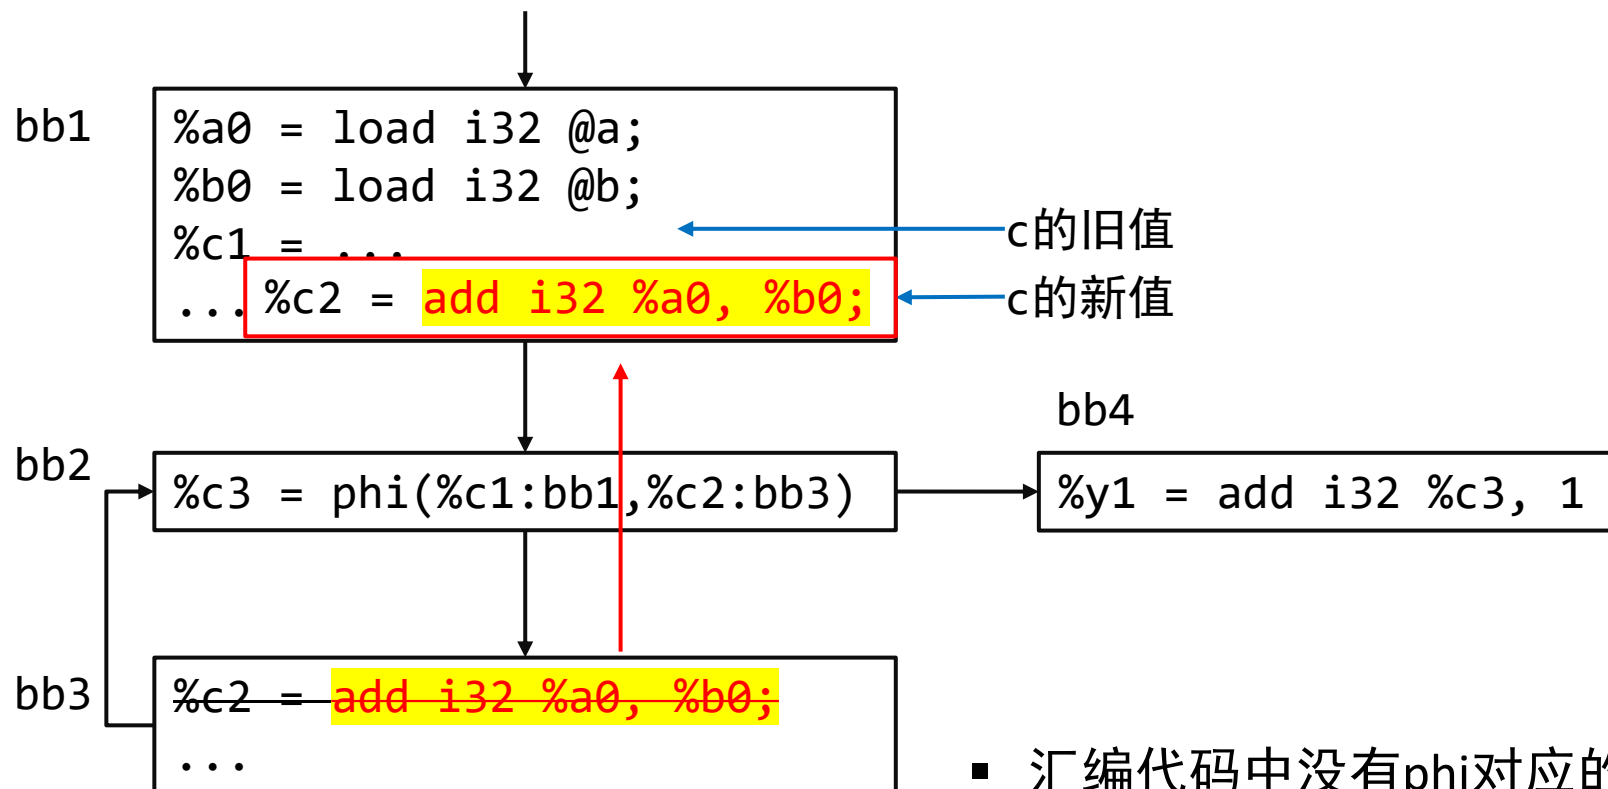 bb1
%a0 = load i32 @a;
%b0 = load i32 @b;
%c1 = ...
c的旧值
... %c2 = add i32 %a0, %b0;
c的新值
bb4
bb2
%c3 = phi(%c1:bb1,%c2:bb3)
%y1 = add i32 %c3, 1
bb3
%c2 = add i32 %a0, %b0;
...
▪ 汇编代码中没有phi对应的